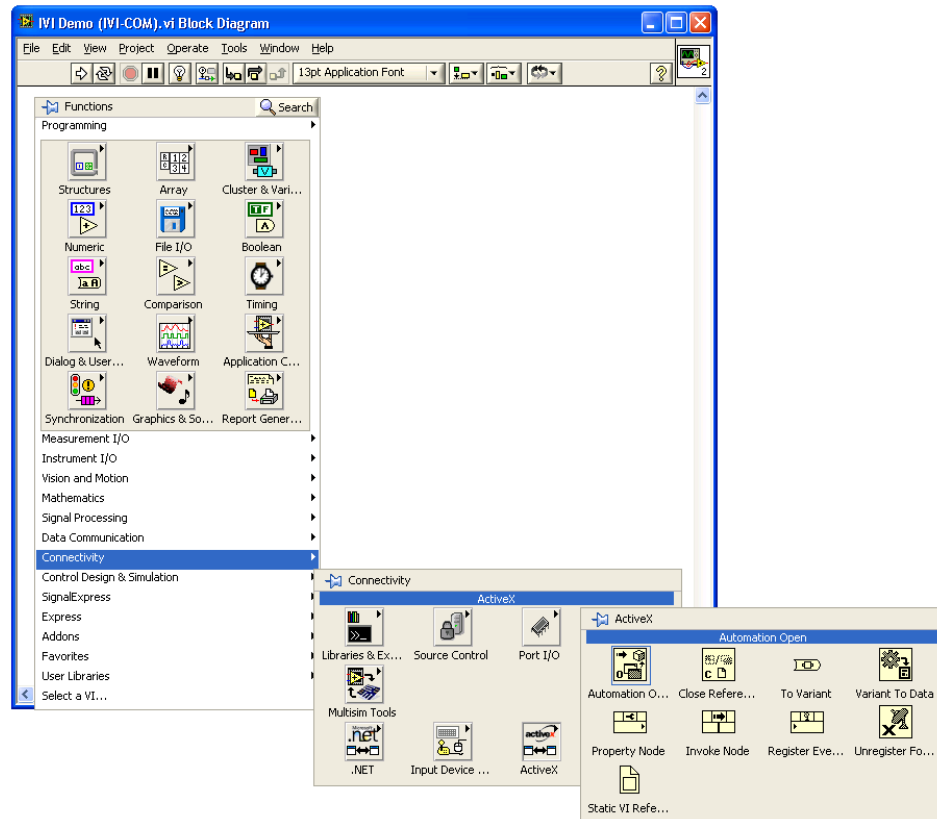 IVI Demo (IVI-COM).vi Block Diagram
File Edit View Project Operate Tools Window Help
13pt Application Font
?
2
Functions
Search
Programming
Structures Array Cluster & Vari...
123
Numeric File I/O Boolean
abc
String Comparison Timing
Dialog & User... Waveform Application C...
Synchronization Graphics & So... Report Gener...
Measurement I/O
Instrument I/O
Vision and Motion
Mathematics
Signal Processing
Data Communication
Connectivity
Control Design & Simulation
SignalExpress
Express
Addons
Favorites
User Libraries
Select a VI...
Connectivity
ActiveX
Libraries & Ex... Source Control Port I/O
Multisim Tools
.net
activex
.NET Input Device ... ActiveX
ActiveX
Automation Open
Automation O... Close Refere... To Variant Variant To Data
Property Node Invoke Node Register Eve... Unregister Fo...
Static VI Refe...